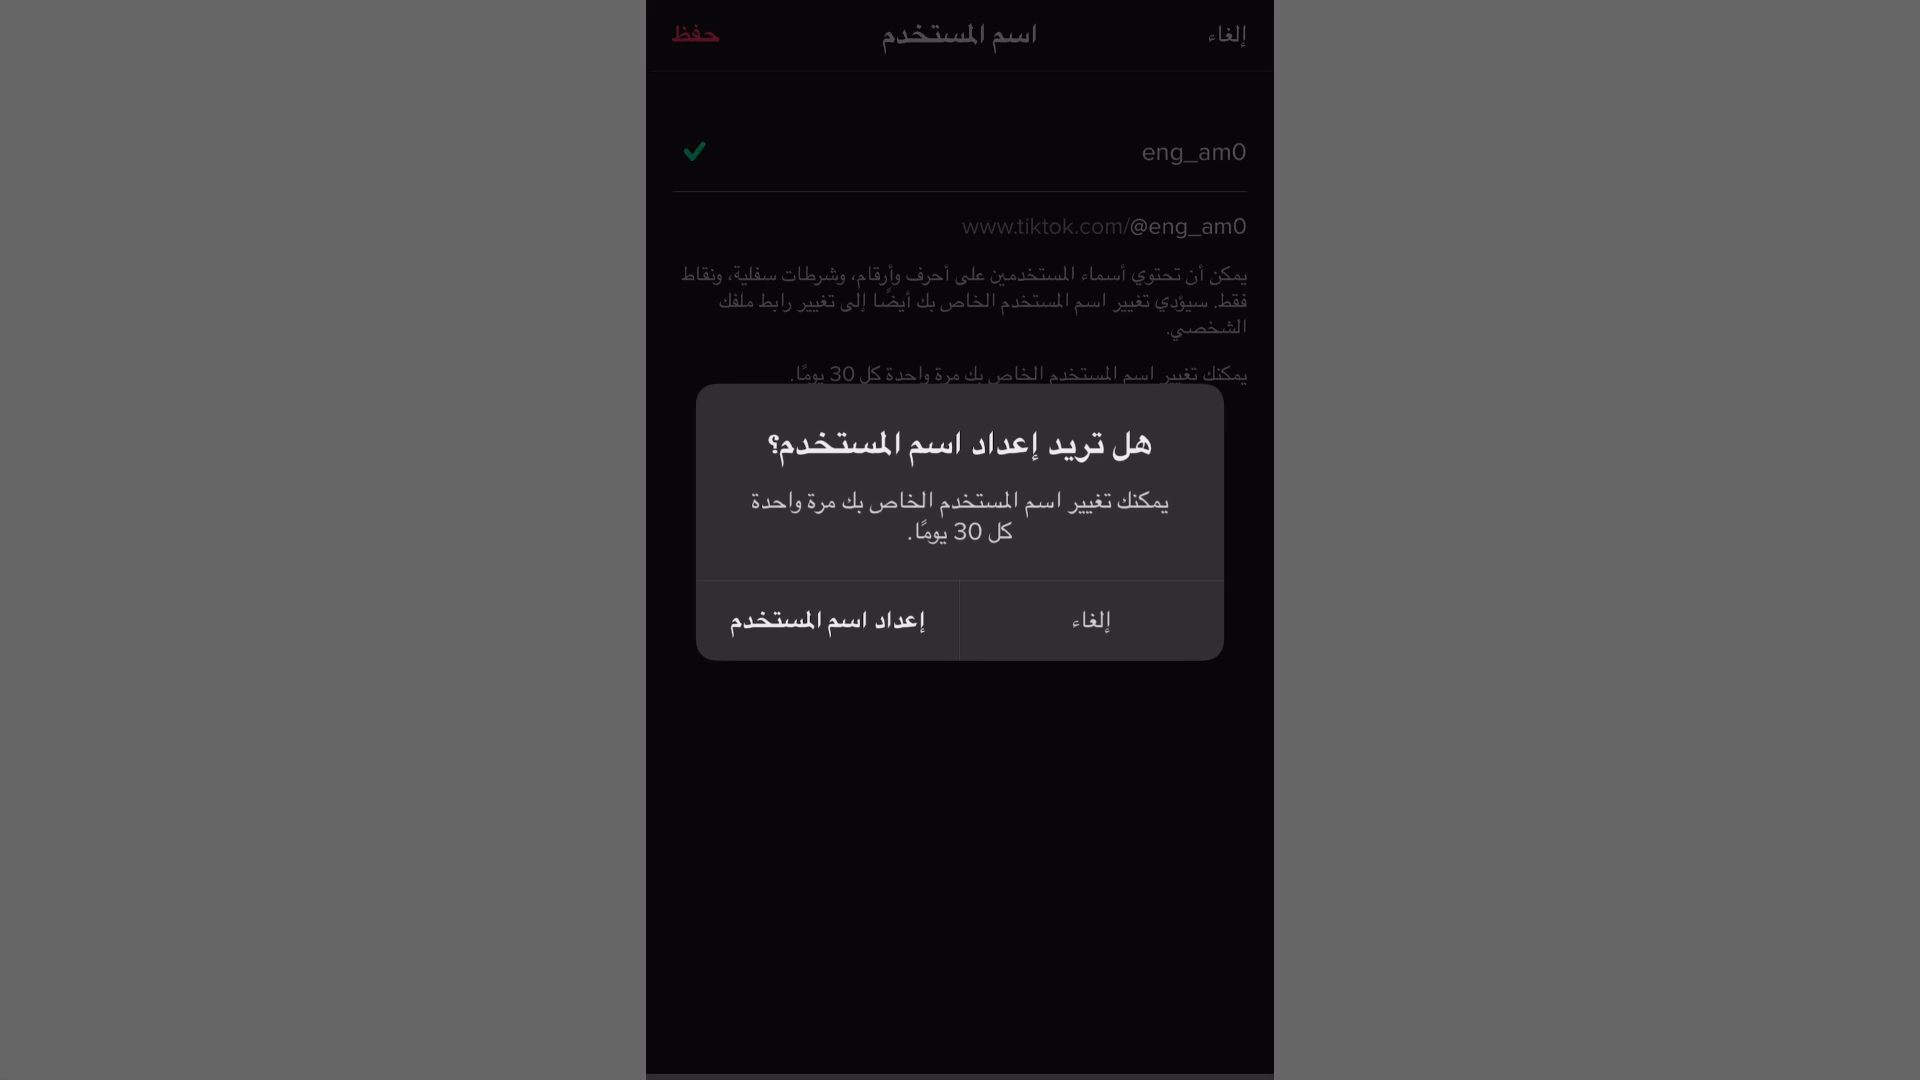 إلغاء
اسم المستخدم
حفظ
eng_am0
www.tiktok.com/@eng_am0
يمكن أن تحتوي أسماء المستخدمين على أحرف وأرقام، وشرطات سفلية، ونقاط
فقط. سيؤدي تغيير اسم المستخدم الخاص بك أيضًا إلى تغيير رابط ملفك
الشخصي.
يمكنك تغيير اسم المستخدم الخاص بك مرة واحدة كل 30 يومًا.
هل تريد إعداد اسم المستخدم؟
يمكنك تغيير اسم المستخدم الخاص بك مرة واحدة
كل 30 يومًا.
إلغاء
إعداد اسم المستخدم